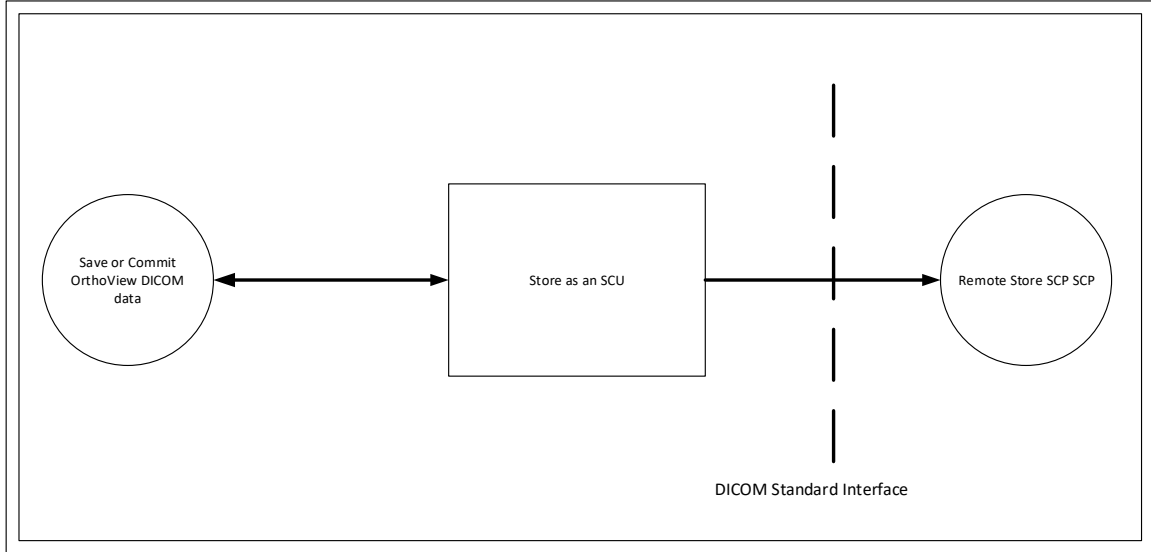 Save or Commit
OrthoView DICOM
data
Store as an SCU
Remote Store SCP SCP
DICOM Standard Interface